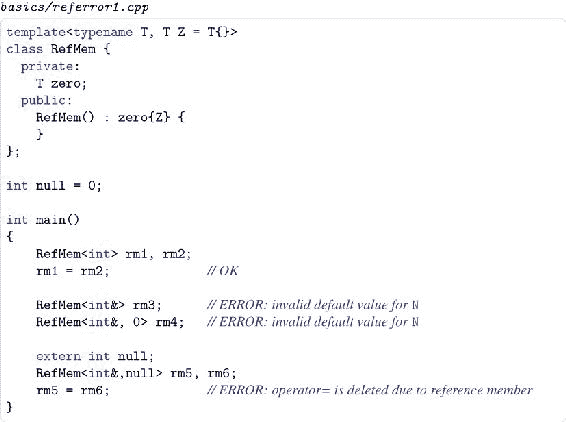 basics/referror1.cpp
template<typename T, T Z = T{}>
class RefMem {
  private:
    T zero;
  public:
    RefMem() : zero{Z} {
    }
};
int null = 0;
int main()
{
    RefMem<int> rm1, rm2;
    rm1 = rm2;                // OK
    RefMem<int&> rm3;         // ERROR: invalid default value for N
    RefMem<int&, 0> rm4;      // ERROR: invalid default value for N
    extern int null;
    RefMem<int&,null> rm5, rm6;
    rm5 = rm6;                // ERROR: operator= is deleted due to reference member
}